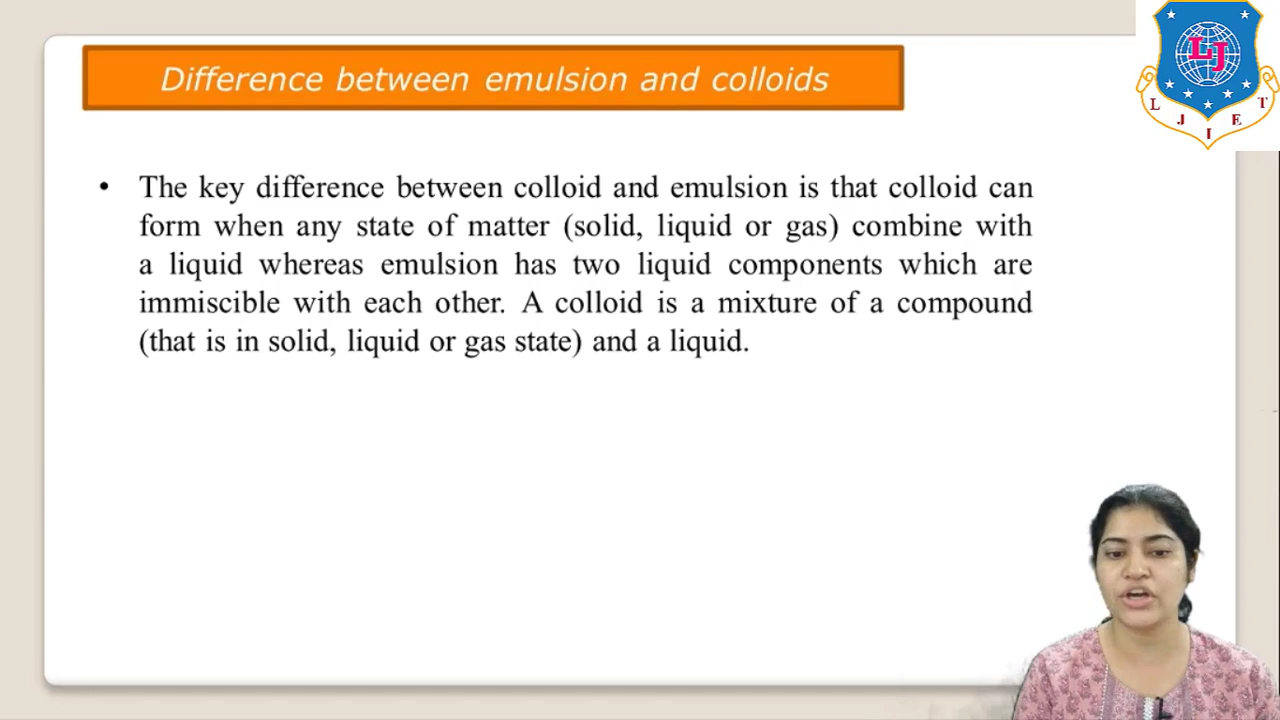 Difference between emulsion and colloids
• The key difference between colloid and emulsion is that colloid can
form when any state of matter (solid, liquid or gas) combine with
a liquid whereas emulsion has two liquid components which are
immiscible with each other. A colloid is a mixture of a compound
(that is in solid, liquid or gas state) and a liquid.
LJ
L J I E T